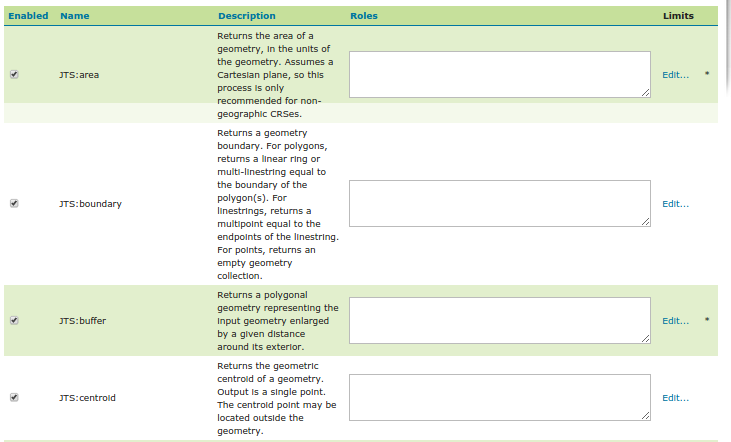 Enabled Name Description Roles Limits
Returns the area of a
geometry, in the units of
the geometry. Assumes a
JTS:area Cartesian plane, so this Edit... *
process is only
recommended for non-
geographic CRSes.
Returns a geometry
boundary. For polygons,
returns a linear ring or
multi-linestring equal to
the boundary of the
polygon(s). For
JTS:boundary linestrings, returns a Edit...
multipoint equal to the
endpoints of the linestring.
For points, returns an
empty geometry
collection.
Returns a polygonal
geometry representing the
JTS:buffer input geometry enlarged Edit... *
by a given distance
around its exterior.
Returns the geometric
centroid of a geometry.
JTS:centroid Output is a single point. Edit...
The centroid point may be
located outside the
geometry.